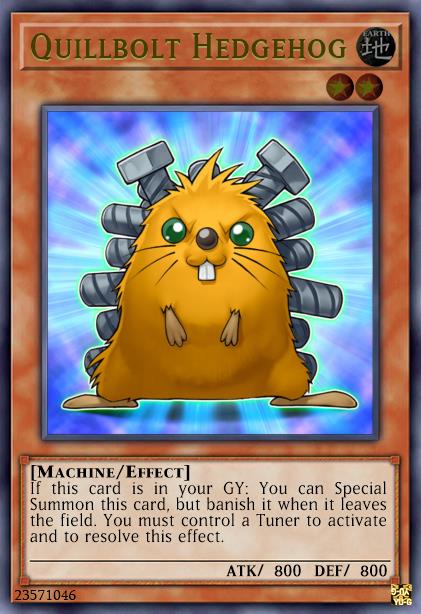 QUILLBOLT HEDGEHOG
EARTH
地
[MACHINE/EFFECT]
If this card is in your GY: You can Special
Summon this card, but banish it when it leaves
the field. You must control a Tuner to activate
and to resolve this effect.
ATK/ 800 DEF/ 800
23571046